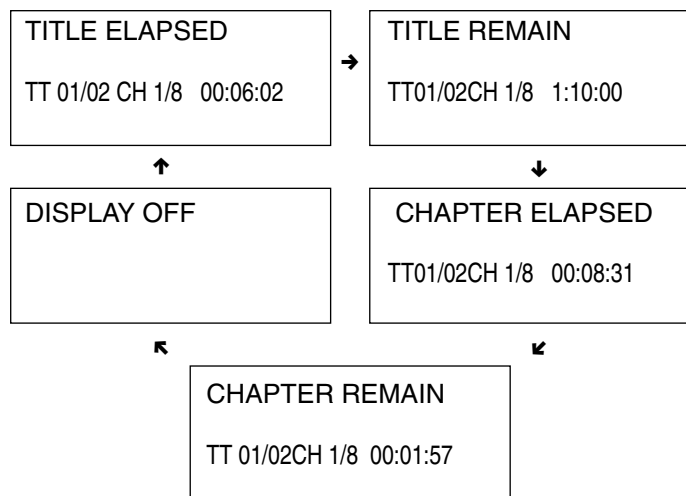 TITLE ELAPSED
TT 01/02 CH 1/8 00:06:02
TITLE REMAIN
TT01/02CH 1/8 1:10:00
DISPLAY OFF
CHAPTER ELAPSED
TT01/02CH 1/8 00:08:31
CHAPTER REMAIN
TT 01/02CH 1/8 00:01:57